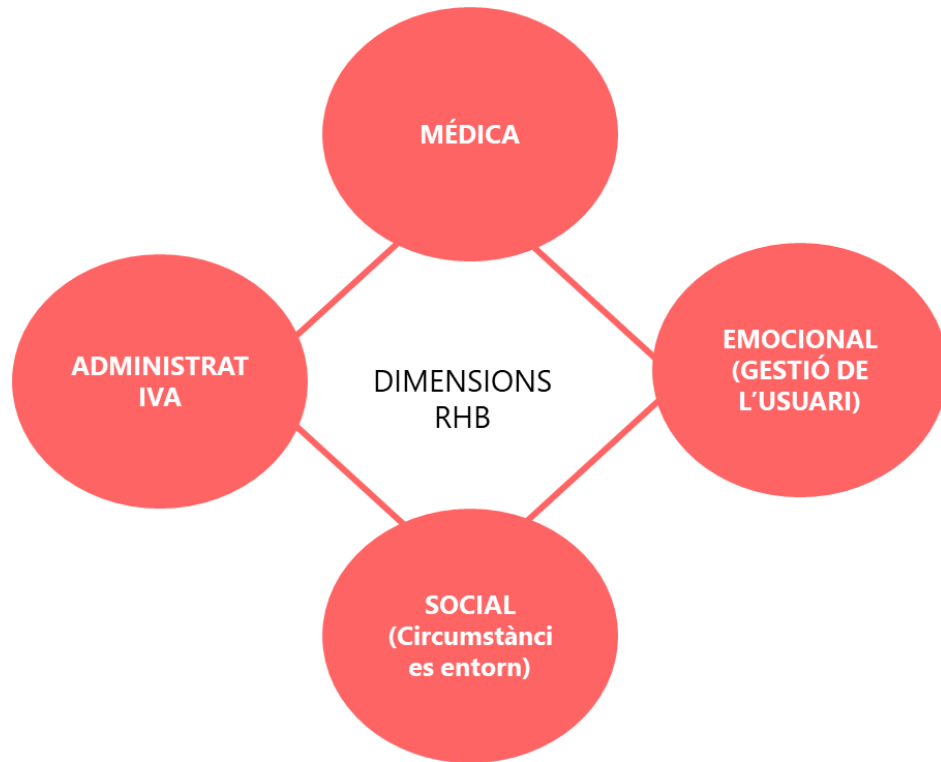 MÉDICA
ADMINISTRAT
IVA
DIMENSIONS
RHB
EMOCIONAL
(GESTIÓ DE
L’USUARI)
SOCIAL
(Circumstànci
es entorn)